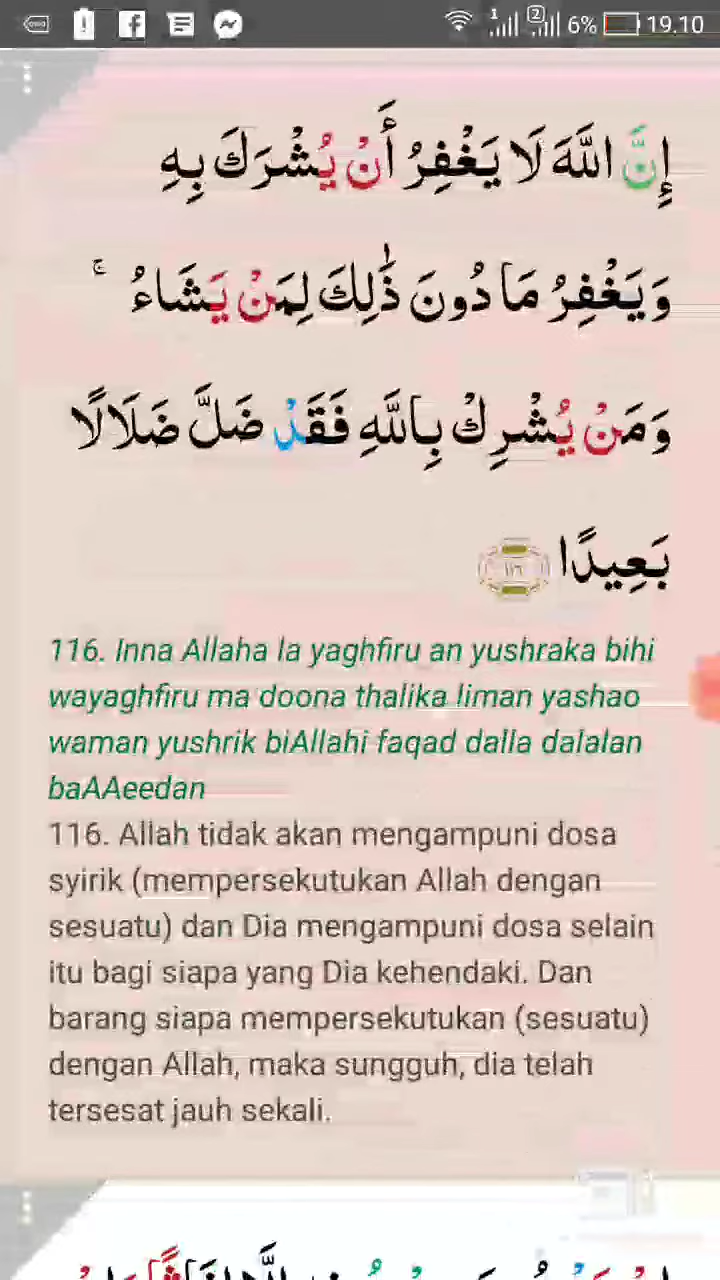 1 2 6% 19.10
إِنَّ اللَّهَ لَا يَغْفِرُ أَنْ يُشْرَكَ بِهِ
وَيَغْفِرُ مَا دُونَ ذَٰلِكَ لِمَنْ يَشَاءُ ۚ
وَمَنْ يُشْرِكْ بِاللَّهِ فَقَدْ ضَلَّ ضَلَالًا
بَعِيدًا ١١٦
116. Inna Allaha la yaghfiru an yushraka bihi
wayaghfiru ma doona thalika liman yashao
waman yushrik biAllahi faqad dalla dalalan
baAAeedan
116. Allah tidak akan mengampuni dosa
syirik (mempersekutukan Allah dengan
sesuatu) dan Dia mengampuni dosa selain
itu bagi siapa yang Dia kehendaki. Dan
barang siapa mempersekutukan (sesuatu)
dengan Allah, maka sungguh, dia telah
tersesat jauh sekali.